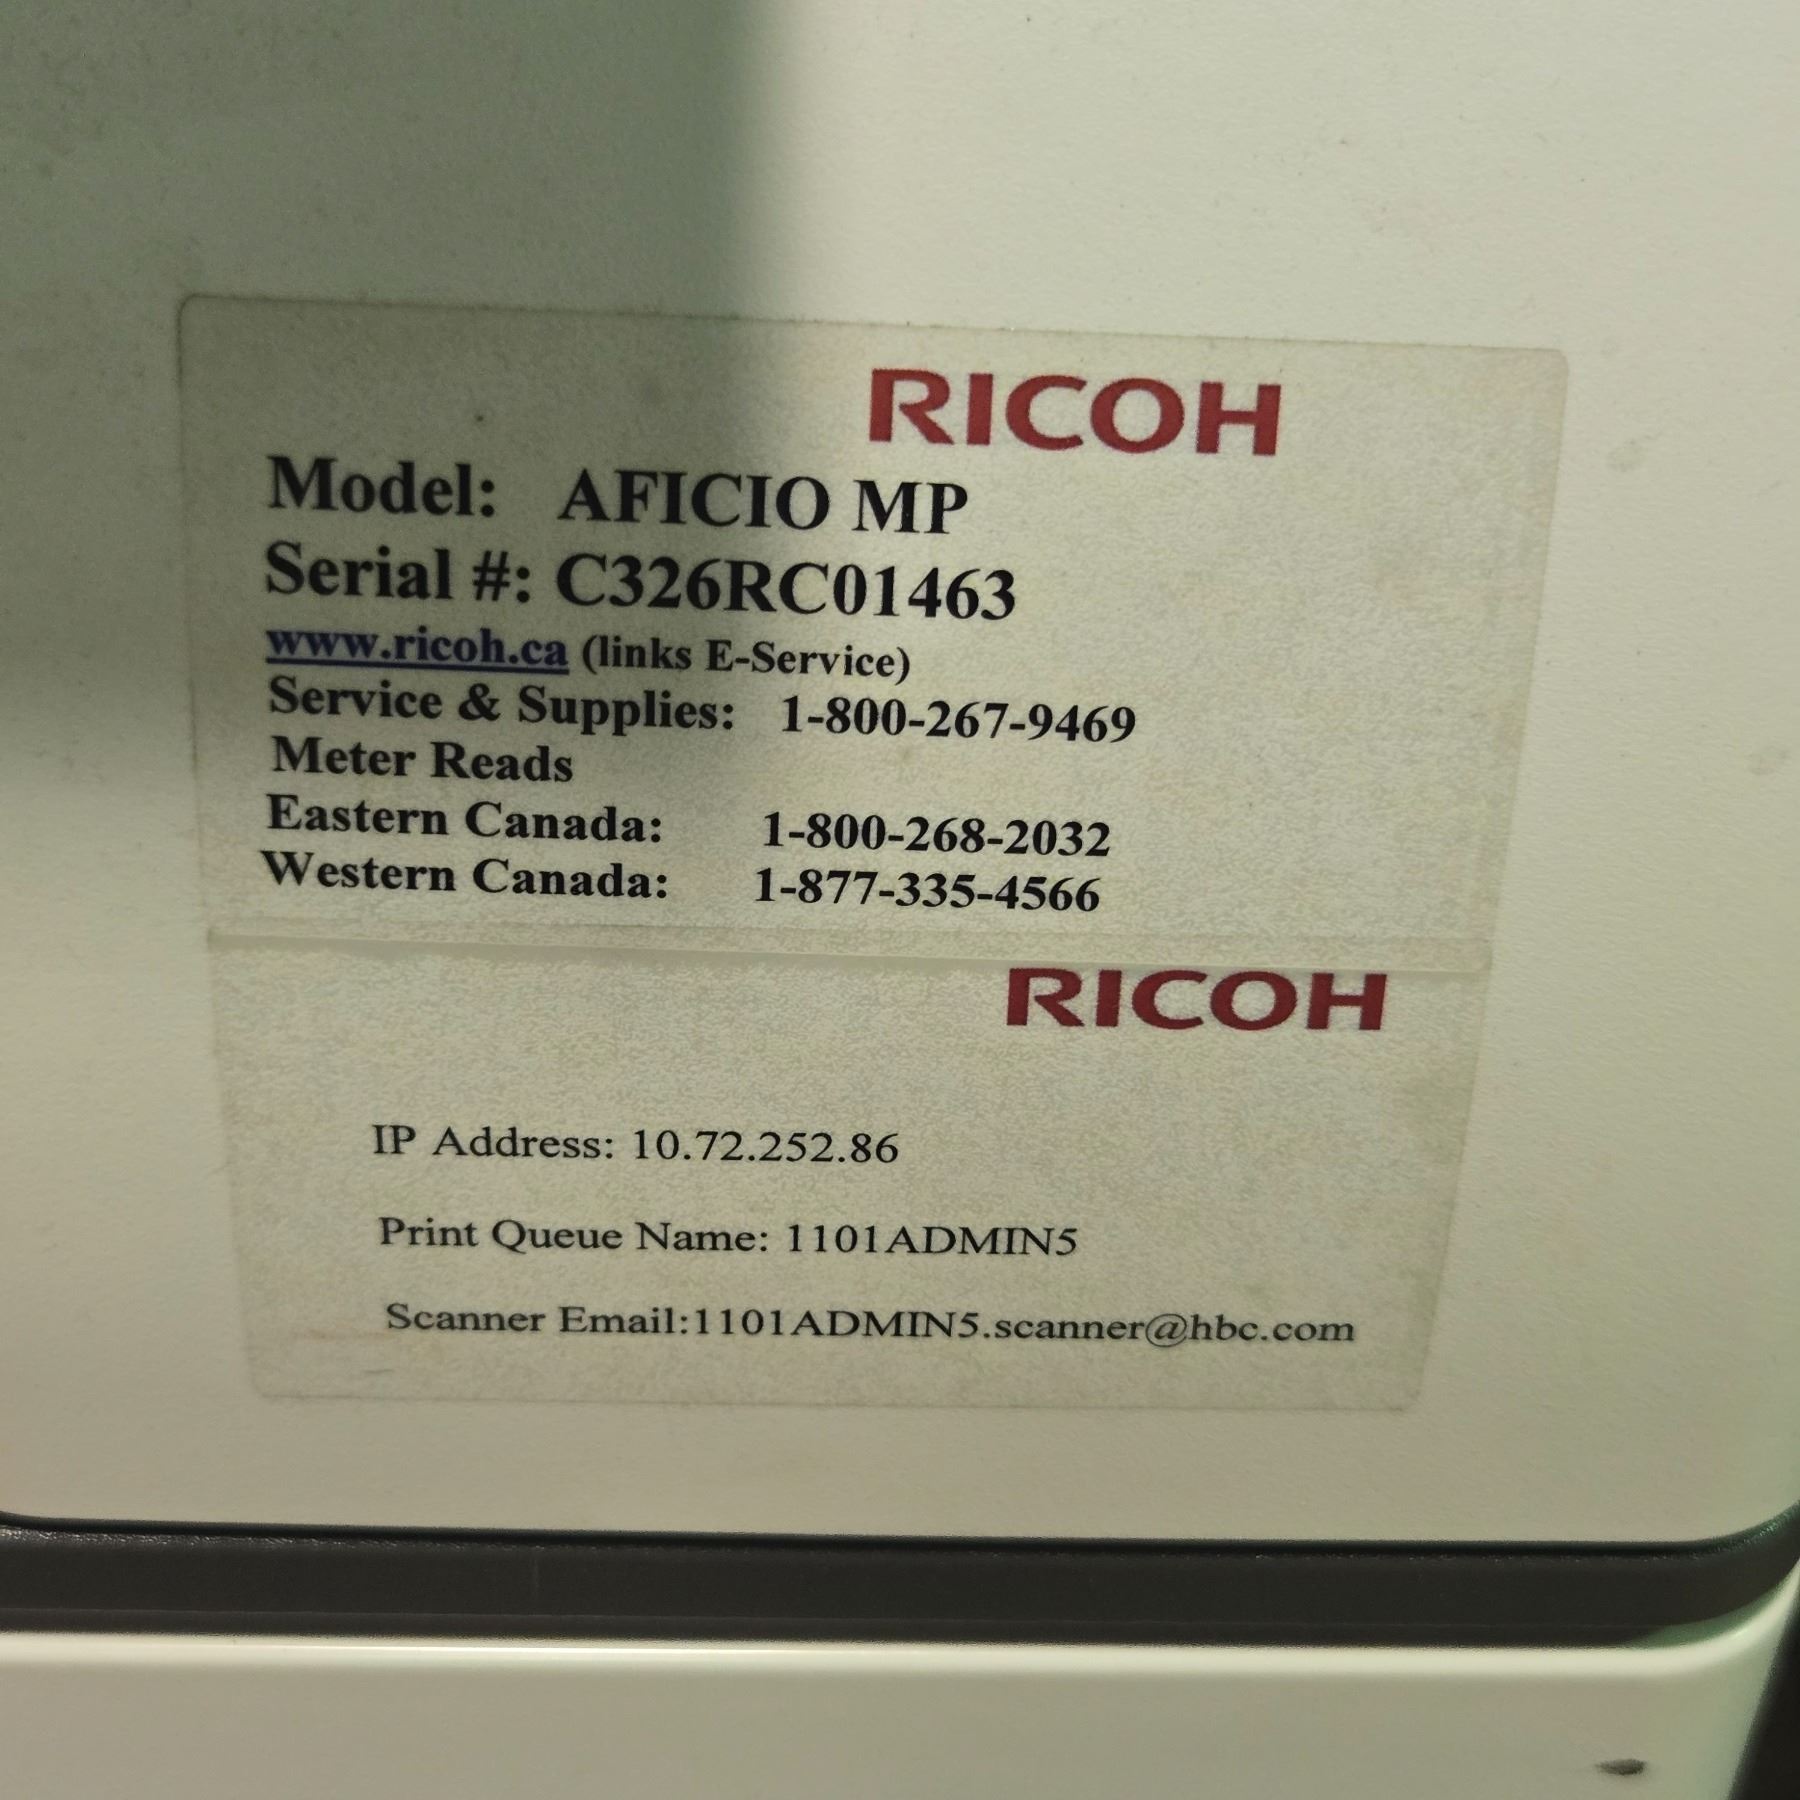 RICOH
Model: AFICIO MP
Serial #: C326RC01463
www.ricoh.ca (links E-Service)
Service & Supplies: 1-800-267-9469
Meter Reads
Eastern Canada: 1-800-268-2032
Western Canada: 1-877-335-4566
RICOH
IP Address: 10.72.252.86
Print Queue Name: 1101ADMIN5
Scanner Email:1101ADMIN5.scanner@hbc.com